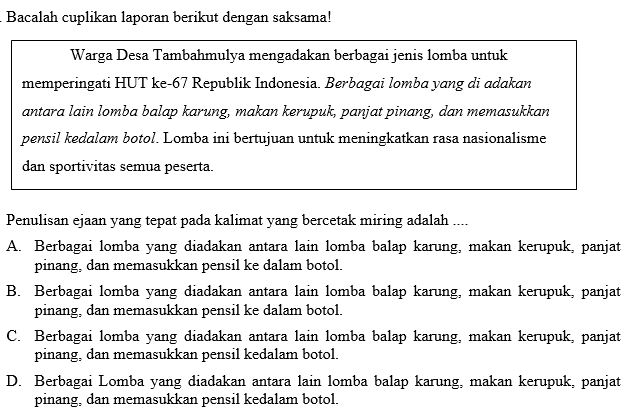 . Bacalah cuplikan laporan berikut dengan saksama!
Warga Desa Tambahmulya mengadakan berbagai jenis lomba untuk
memperingati HUT ke-67 Republik Indonesia. Berbagai lomba yang di adakan
antara lain lomba balap karung, makan kerupuk, panjat pinang, dan memasukkan
pensil kedalam botol. Lomba ini bertujuan untuk meningkatkan rasa nasionalisme
dan sportivitas semua peserta.
Penulisan ejaan yang tepat pada kalimat yang bercetak miring adalah ....
A. Berbagai lomba yang diadakan antara lain lomba balap karung, makan kerupuk, panjat
pinang, dan memasukkan pensil ke dalam botol.
B. Berbagai lomba yang diadakan antara lain lomba balap karung, makan kerupuk, panjat
pinang, dan memasukkan pensil ke dalam botol.
C. Berbagai lomba yang diadakan antara lain lomba balap karung, makan kerupuk, panjat
pinang, dan memasukkan pensil kedalam botol.
D. Berbagai Lomba yang diadakan antara lain lomba balap karung, makan kerupuk, panjat
pinang, dan memasukkan pensil kedalam botol.